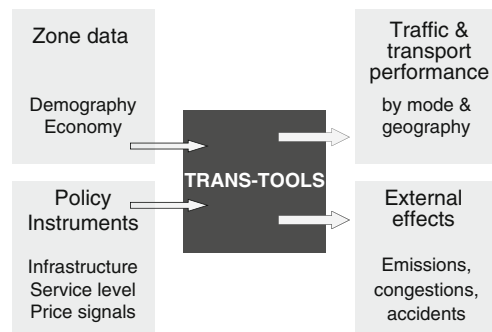 Zone data
Demography
Economy
Policy
Instruments
Infrastructure
Service level
Price signals
TRANS-TOOLS
Traffic &
transport
performance
by mode &
geography
External
effects
Emissions,
congestions,
accidents